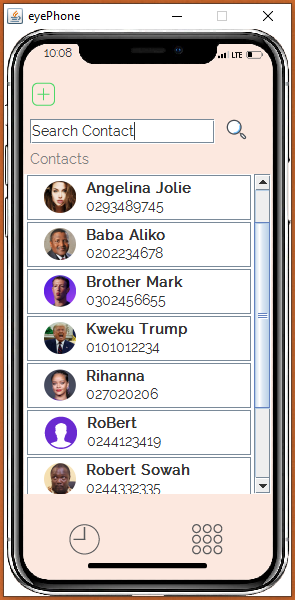 eyePhone
10:08
LTE
Search Contact
Contacts
Angelina Jolie
0293489745
Baba Aliko
0202234678
Brother Mark
0302456655
Kweku Trump
0101012234
Rihanna
027020206
RoBert
0244123419
Robert Sowah
0244332335